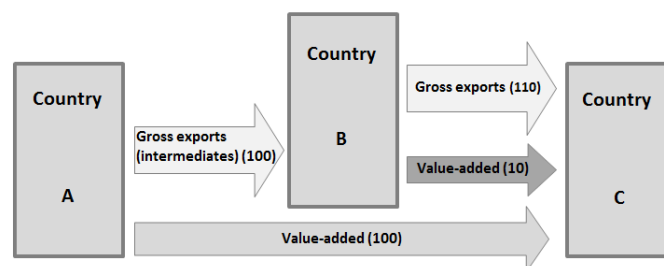 Country
A
Gross exports
(intermediates) (100)
Country
B
Gross exports (110)
Value-added (10)
Value-added (100)
Country
C